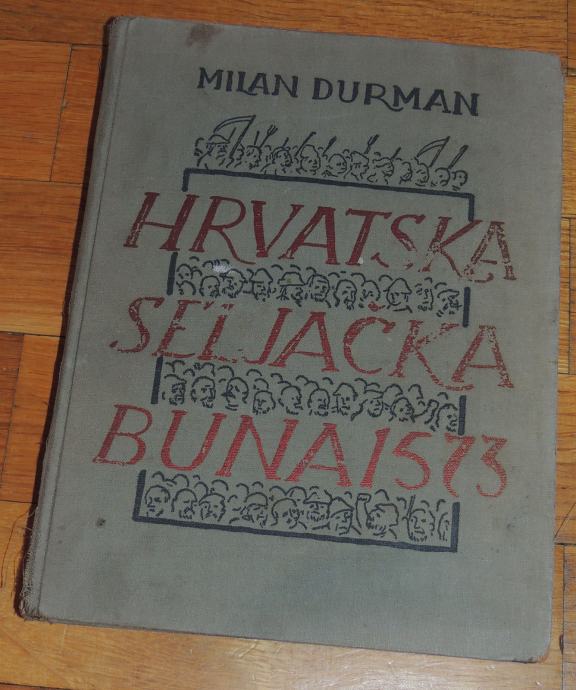 MILAN DURMAN
HRVATSKA
SELJAČKA
BUNA 1573